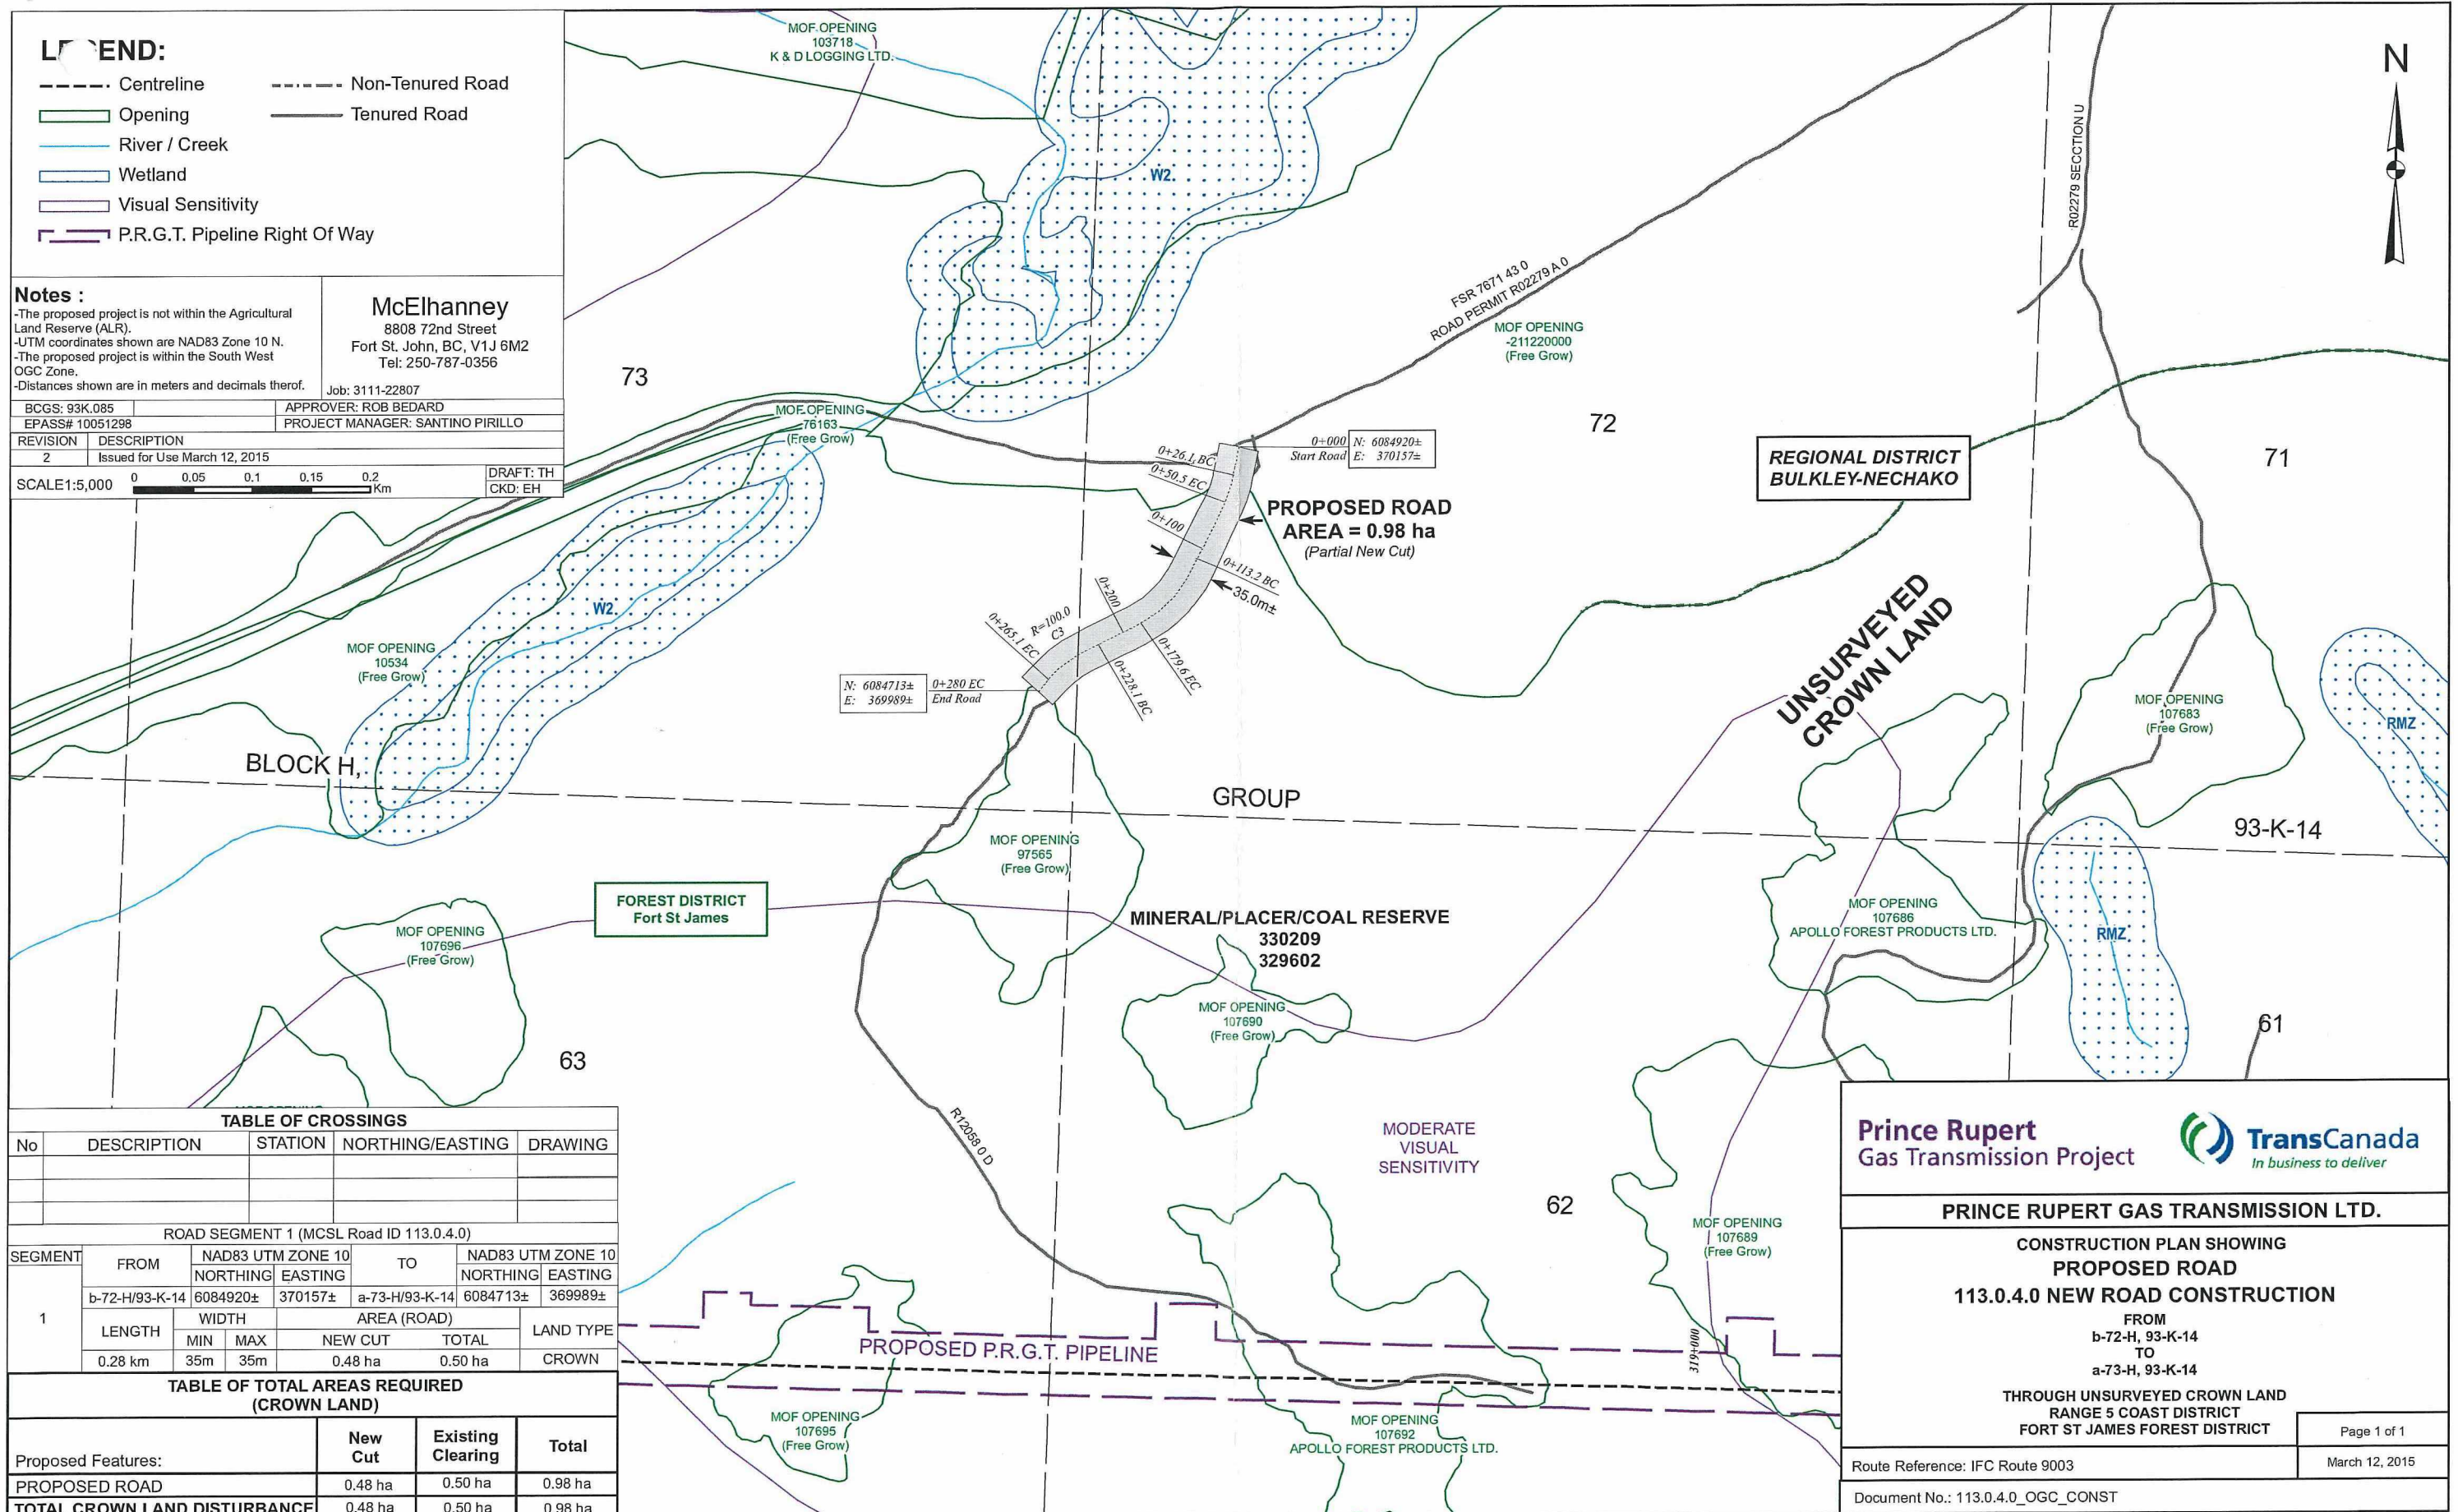 LEGEND:
Centreline
Non-Tenured Road
Opening
Tenured Road
River / Creek
Wetland
Visual Sensitivity
P.R.G.T. Pipeline Right Of Way
Notes :
-The proposed project is not within the Agricultural
Land Reserve (ALR).
-UTM coordinates shown are NAD83 Zone 10 N.
-The proposed project is within the South West
OGC Zone.
-Distances shown are in meters and decimals therof.
McElhanney
8808 72nd Street
Fort St. John, BC, V1J 6M2
Tel: 250-787-0356
Job: 3111-22807
BCGS: 93K.085
APPROVER: ROB BEDARD
EPASS# 10051298
PROJECT MANAGER: SANTINO PIRILLO
REVISION DESCRIPTION
2 Issued for Use March 12, 2015
SCALE1:5,000 0 0.05 0.1 0.15 0.2 Km
DRAFT: TH
CKD: EH
MOF OPENING
103718
K & D LOGGING LTD.
W2
N
R02279 SECCTION U
FSR 7671 43 0
ROAD PERMIT R02279 A 0
MOF OPENING
-211220000
(Free Grow)
73
72
71
MOF OPENING
76163
(Free Grow)
0+000
Start Road
N: 6084920±
E: 370157±
0+26.1 BC
0+50.5 EC
0+100
PROPOSED ROAD
AREA = 0.98 ha
(Partial New Cut)
0+113.2 BC
35.0m±
0+200
R=100.0
C3
0+265.1 EC
0+179.6 EC
0+228.1 BC
N: 6084713±
E: 369989±
0+280 EC
End Road
REGIONAL DISTRICT
BULKLEY-NECHAKO
UNSURVEYED
CROWN LAND
W2
MOF OPENING
10534
(Free Grow)
MOF OPENING
107683
(Free Grow)
RMZ
BLOCK H,
GROUP
93-K-14
MOF OPENING
97565
(Free Grow)
FOREST DISTRICT
Fort St James
MOF OPENING
107696
(Free Grow)
MINERAL/PLACER/COAL RESERVE
330209
329602
MOF OPENING
107690
(Free Grow)
MOF OPENING
107686
APOLLO FOREST PRODUCTS LTD.
RMZ
61
63
62
R12058 0 D
MODERATE
VISUAL
SENSITIVITY
MOF OPENING
107689
(Free Grow)
319+000
PROPOSED P.R.G.T. PIPELINE
MOF OPENING
107695
(Free Grow)
MOF OPENING
107692
APOLLO FOREST PRODUCTS LTD.
TABLE OF CROSSINGS
No DESCRIPTION STATION NORTHING/EASTING DRAWING
ROAD SEGMENT 1 (MCSL Road ID 113.0.4.0)
SEGMENT FROM NAD83 UTM ZONE 10 TO NAD83 UTM ZONE 10
NORTHING EASTING NORTHING EASTING
1 b-72-H/93-K-14 6084920± 370157± a-73-H/93-K-14 6084713± 369989±
LENGTH WIDTH AREA (ROAD) LAND TYPE
MIN MAX NEW CUT TOTAL
0.28 km 35m 35m 0.48 ha 0.50 ha CROWN
TABLE OF TOTAL AREAS REQUIRED
(CROWN LAND)
Proposed Features: New Cut Existing Clearing Total
PROPOSED ROAD 0.48 ha 0.50 ha 0.98 ha
TOTAL CROWN LAND DISTURBANCE 0.48 ha 0.50 ha 0.98 ha
Prince Rupert
Gas Transmission Project
TransCanada
In business to deliver
PRINCE RUPERT GAS TRANSMISSION LTD.
CONSTRUCTION PLAN SHOWING
PROPOSED ROAD
113.0.4.0 NEW ROAD CONSTRUCTION
FROM
b-72-H, 93-K-14
TO
a-73-H, 93-K-14
THROUGH UNSURVEYED CROWN LAND
RANGE 5 COAST DISTRICT
FORT ST JAMES FOREST DISTRICT
Page 1 of 1
Route Reference: IFC Route 9003
March 12, 2015
Document No.: 113.0.4.0_OGC_CONST